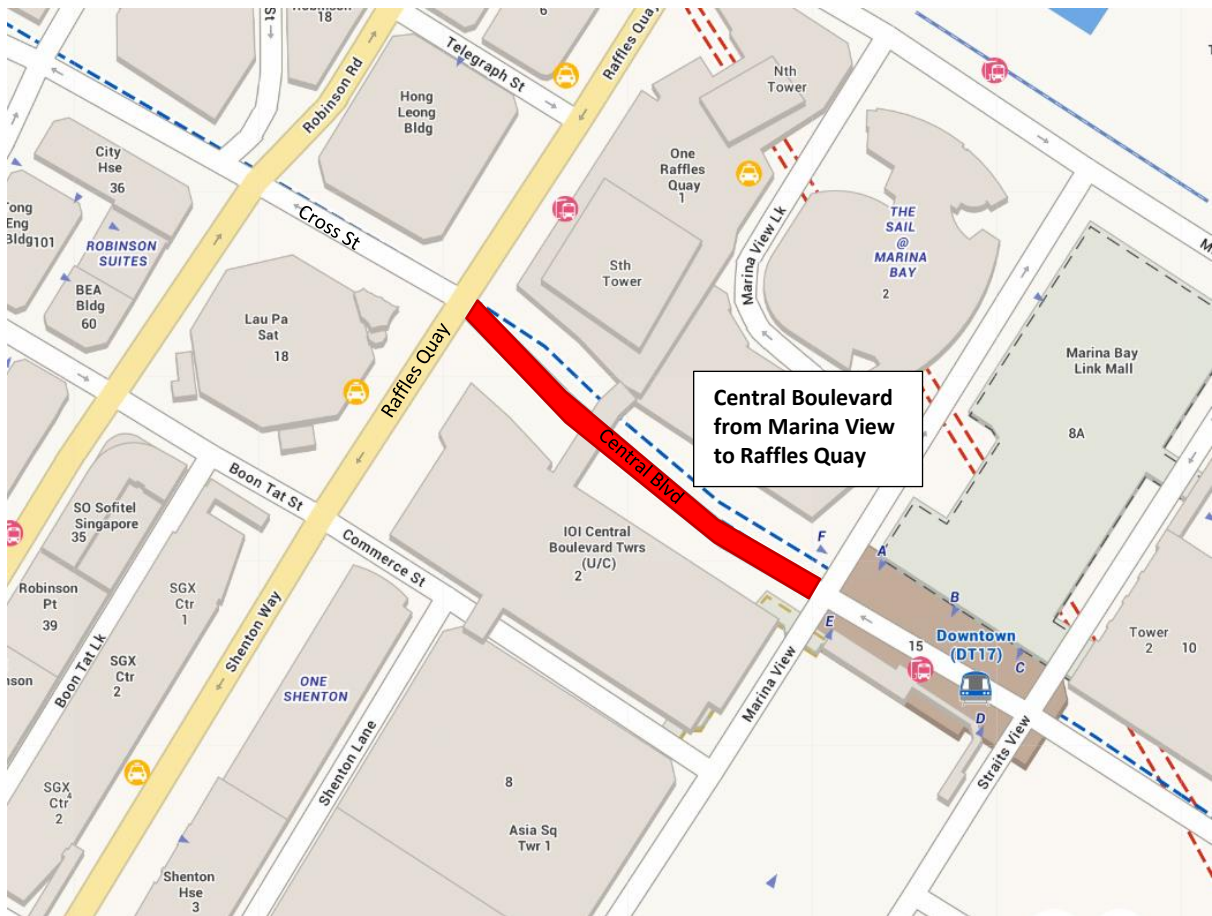 Robinson
18
St
6
Raffles Quay
Telegraph St
Robinson Rd
Nth
Tower
Hong
Leong
Bldg
City
Hse
36
One
Raffles
Quay
1
Tong
Eng
Bldg101
ROBINSON
SUITES
Cross St
THE
SAIL
@
MARINA
BAY
2
Marina View Lk
BEA
Bldg
60
Sth
Tower
Lau Pa
Sat
18
Raffles Quay
Marina Bay
Link Mall
8A
Central Boulevard
from Marina View
to Raffles Quay
Central Blvd
Boon Tat St
SO Sofitel
Singapore
35
Commerce St
IOI Central
Boulevard Twrs
(U/C)
2
F
A
B
C
D
E
Robinson
Pt
39
SGX
Ctr
1
Shenton Way
Downtown
(DT17)
15
Tower
2
10
Boon Tat Lk
SGX
Ctr
2
ONE
SHENTON
Marina View
Straits View
Shenton Lane
SGX
Ctr
4
2
8
Asia Sq
Twr 1
Shenton
Hse
3